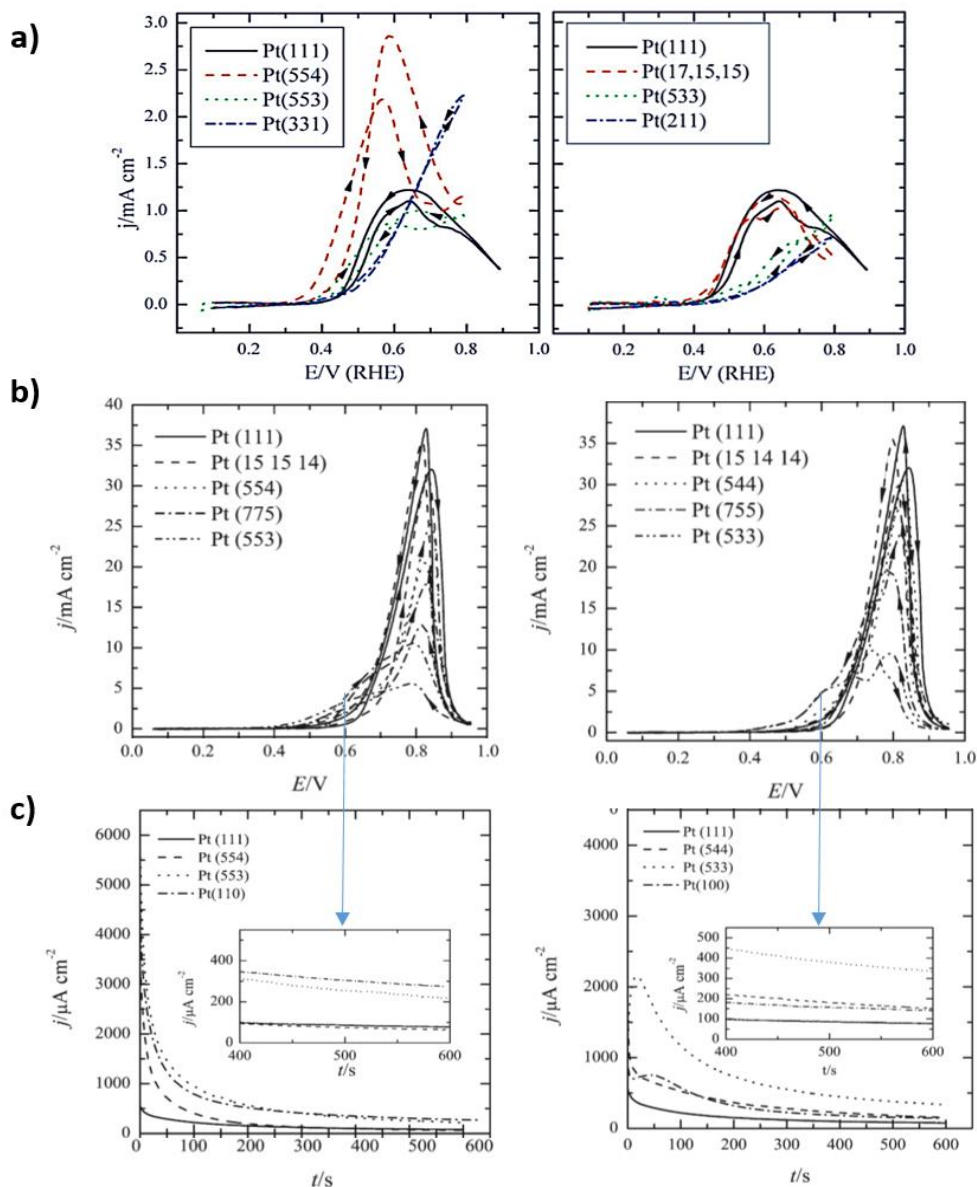 a)
3.0
2.5
2.0
1.5
1.0
0.5
0.0
j/mA cm⁻²
Pt(111)
Pt(554)
Pt(553)
Pt(331)
0.2 0.4 0.6 0.8 1.0
E/V (RHE)
Pt(111)
Pt(17,15,15)
Pt(533)
Pt(211)
0.2 0.4 0.6 0.8 1.0
E/V (RHE)
b)
40
35
30
25
20
15
10
5
0
j/mA cm⁻²
Pt (111)
Pt (15 15 14)
Pt (554)
Pt (775)
Pt (553)
0.0 0.2 0.4 0.6 0.8 1.0
E/V
35
30
25
20
15
10
5
0
j/mA cm⁻²
Pt (111)
Pt (15 14 14)
Pt (544)
Pt (755)
Pt (533)
0.0 0.2 0.4 0.6 0.8 1.0
E/V
c)
6000
5000
4000
3000
2000
1000
0
j/μA cm⁻²
Pt (111)
Pt (554)
Pt (553)
Pt(110)
400
200
0
j/μA cm⁻²
400 500 600
t/s
0 100 200 300 400 500 600
t/s
4000
3000
2000
1000
0
j/μA cm⁻²
Pt (111)
Pt (544)
Pt (533)
Pt(100)
500
400
300
200
100
0
j/μA cm⁻²
400 500 600
t/s
0 100 200 300 400 500 600
t/s